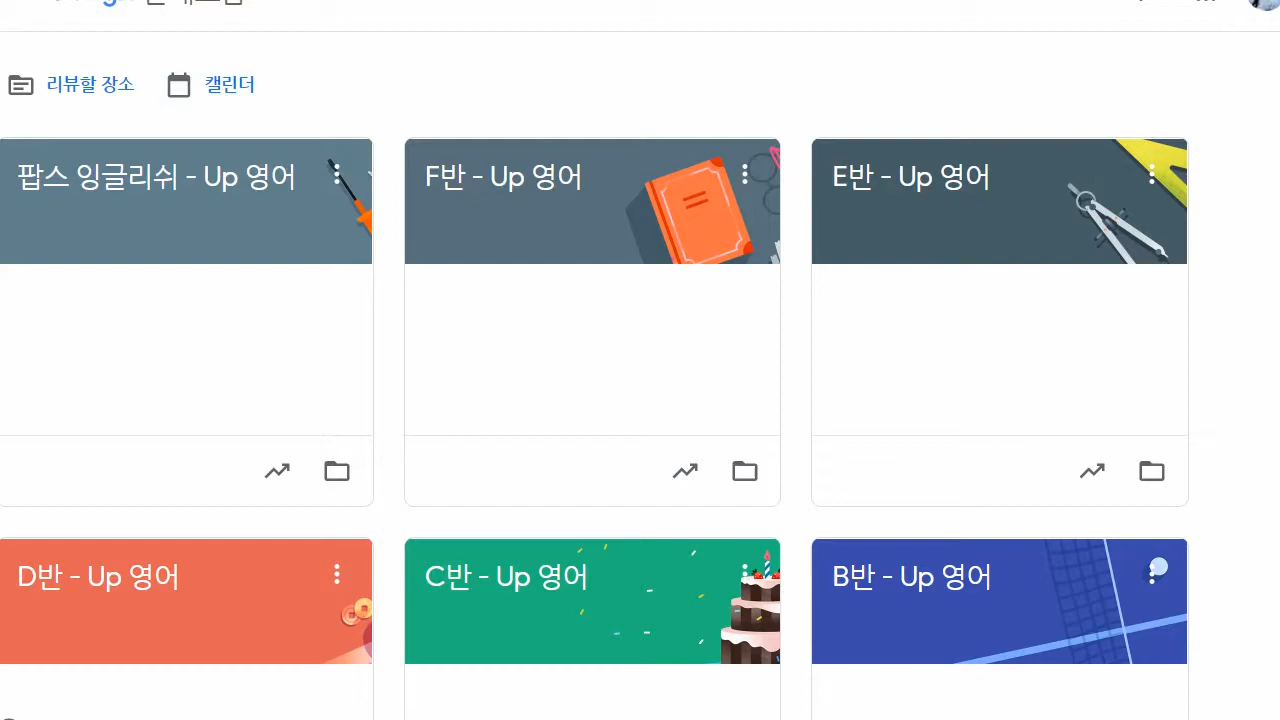 리뷰할 장소 캘린더
팝스 잉글리쉬 - Up 영어
F반 - Up 영어
E반 - Up 영어
D반 - Up 영어
C반 - Up 영어
B반 - Up 영어